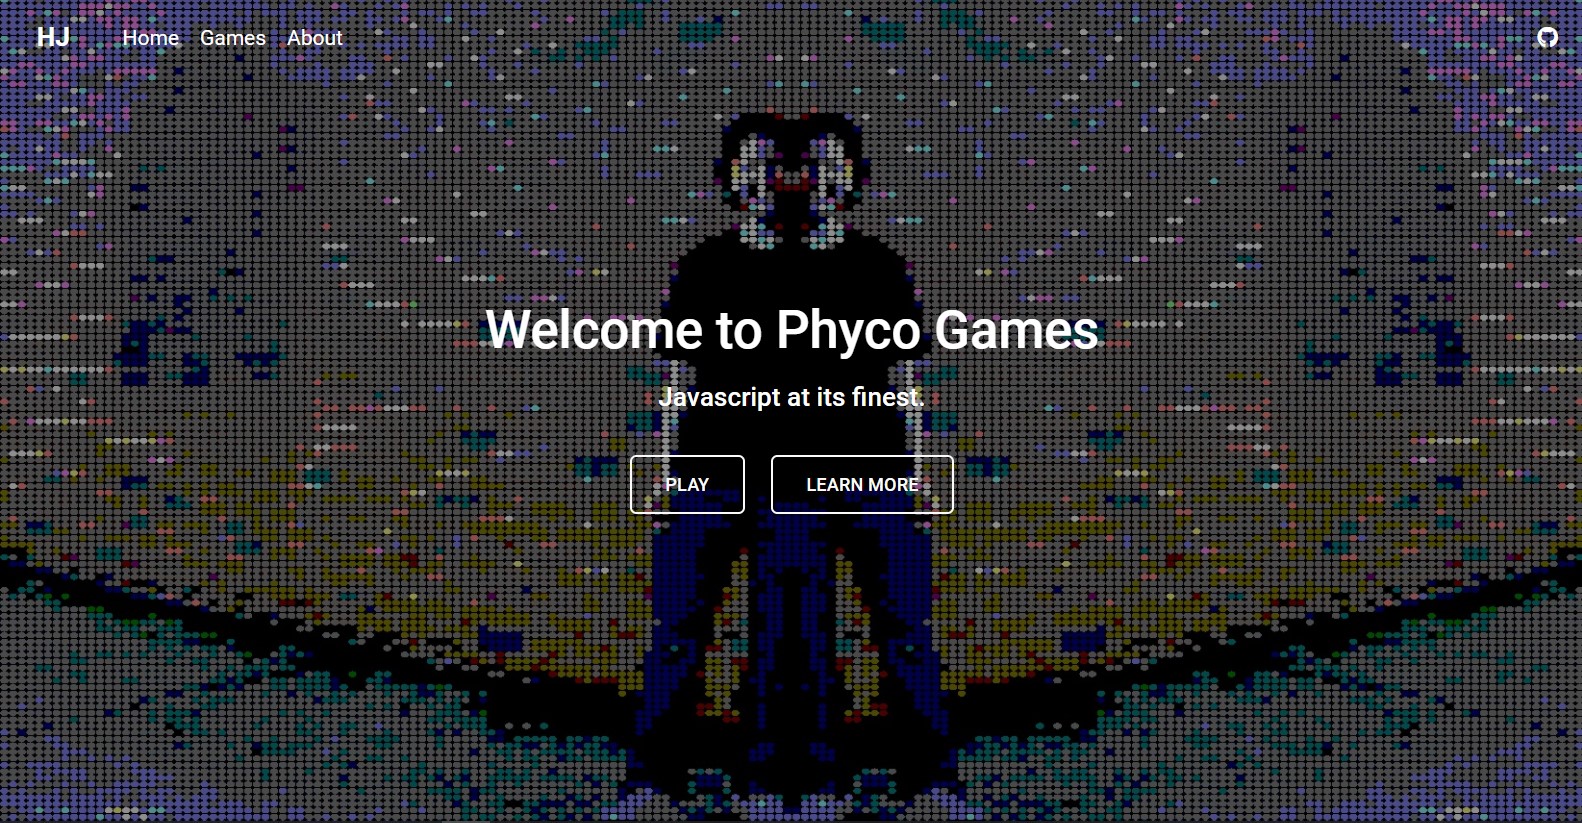 HJ Home Games About
Welcome to Phyco Games
Javascript at its finest.
PLAY LEARN MORE